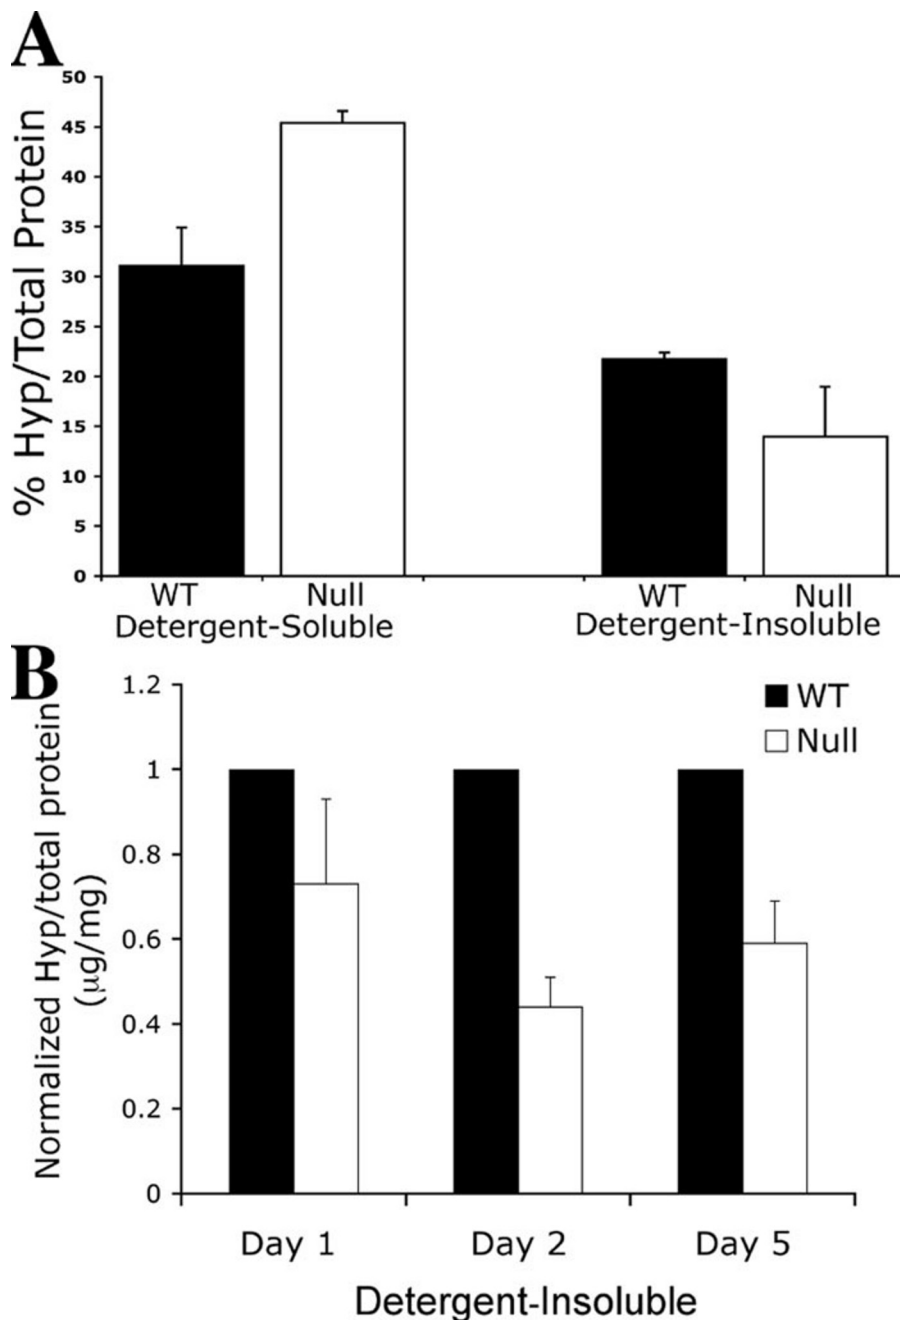 A
% Hyp/Total Protein
50
45
40
35
30
25
20
15
10
5
0
WT Null WT Null
Detergent-Soluble Detergent-Insoluble
B
Normalized Hyp/total protein
(µg/mg)
1.2
1
0.8
0.6
0.4
0.2
0
WT
Null
Day 1 Day 2 Day 5
Detergent-Insoluble